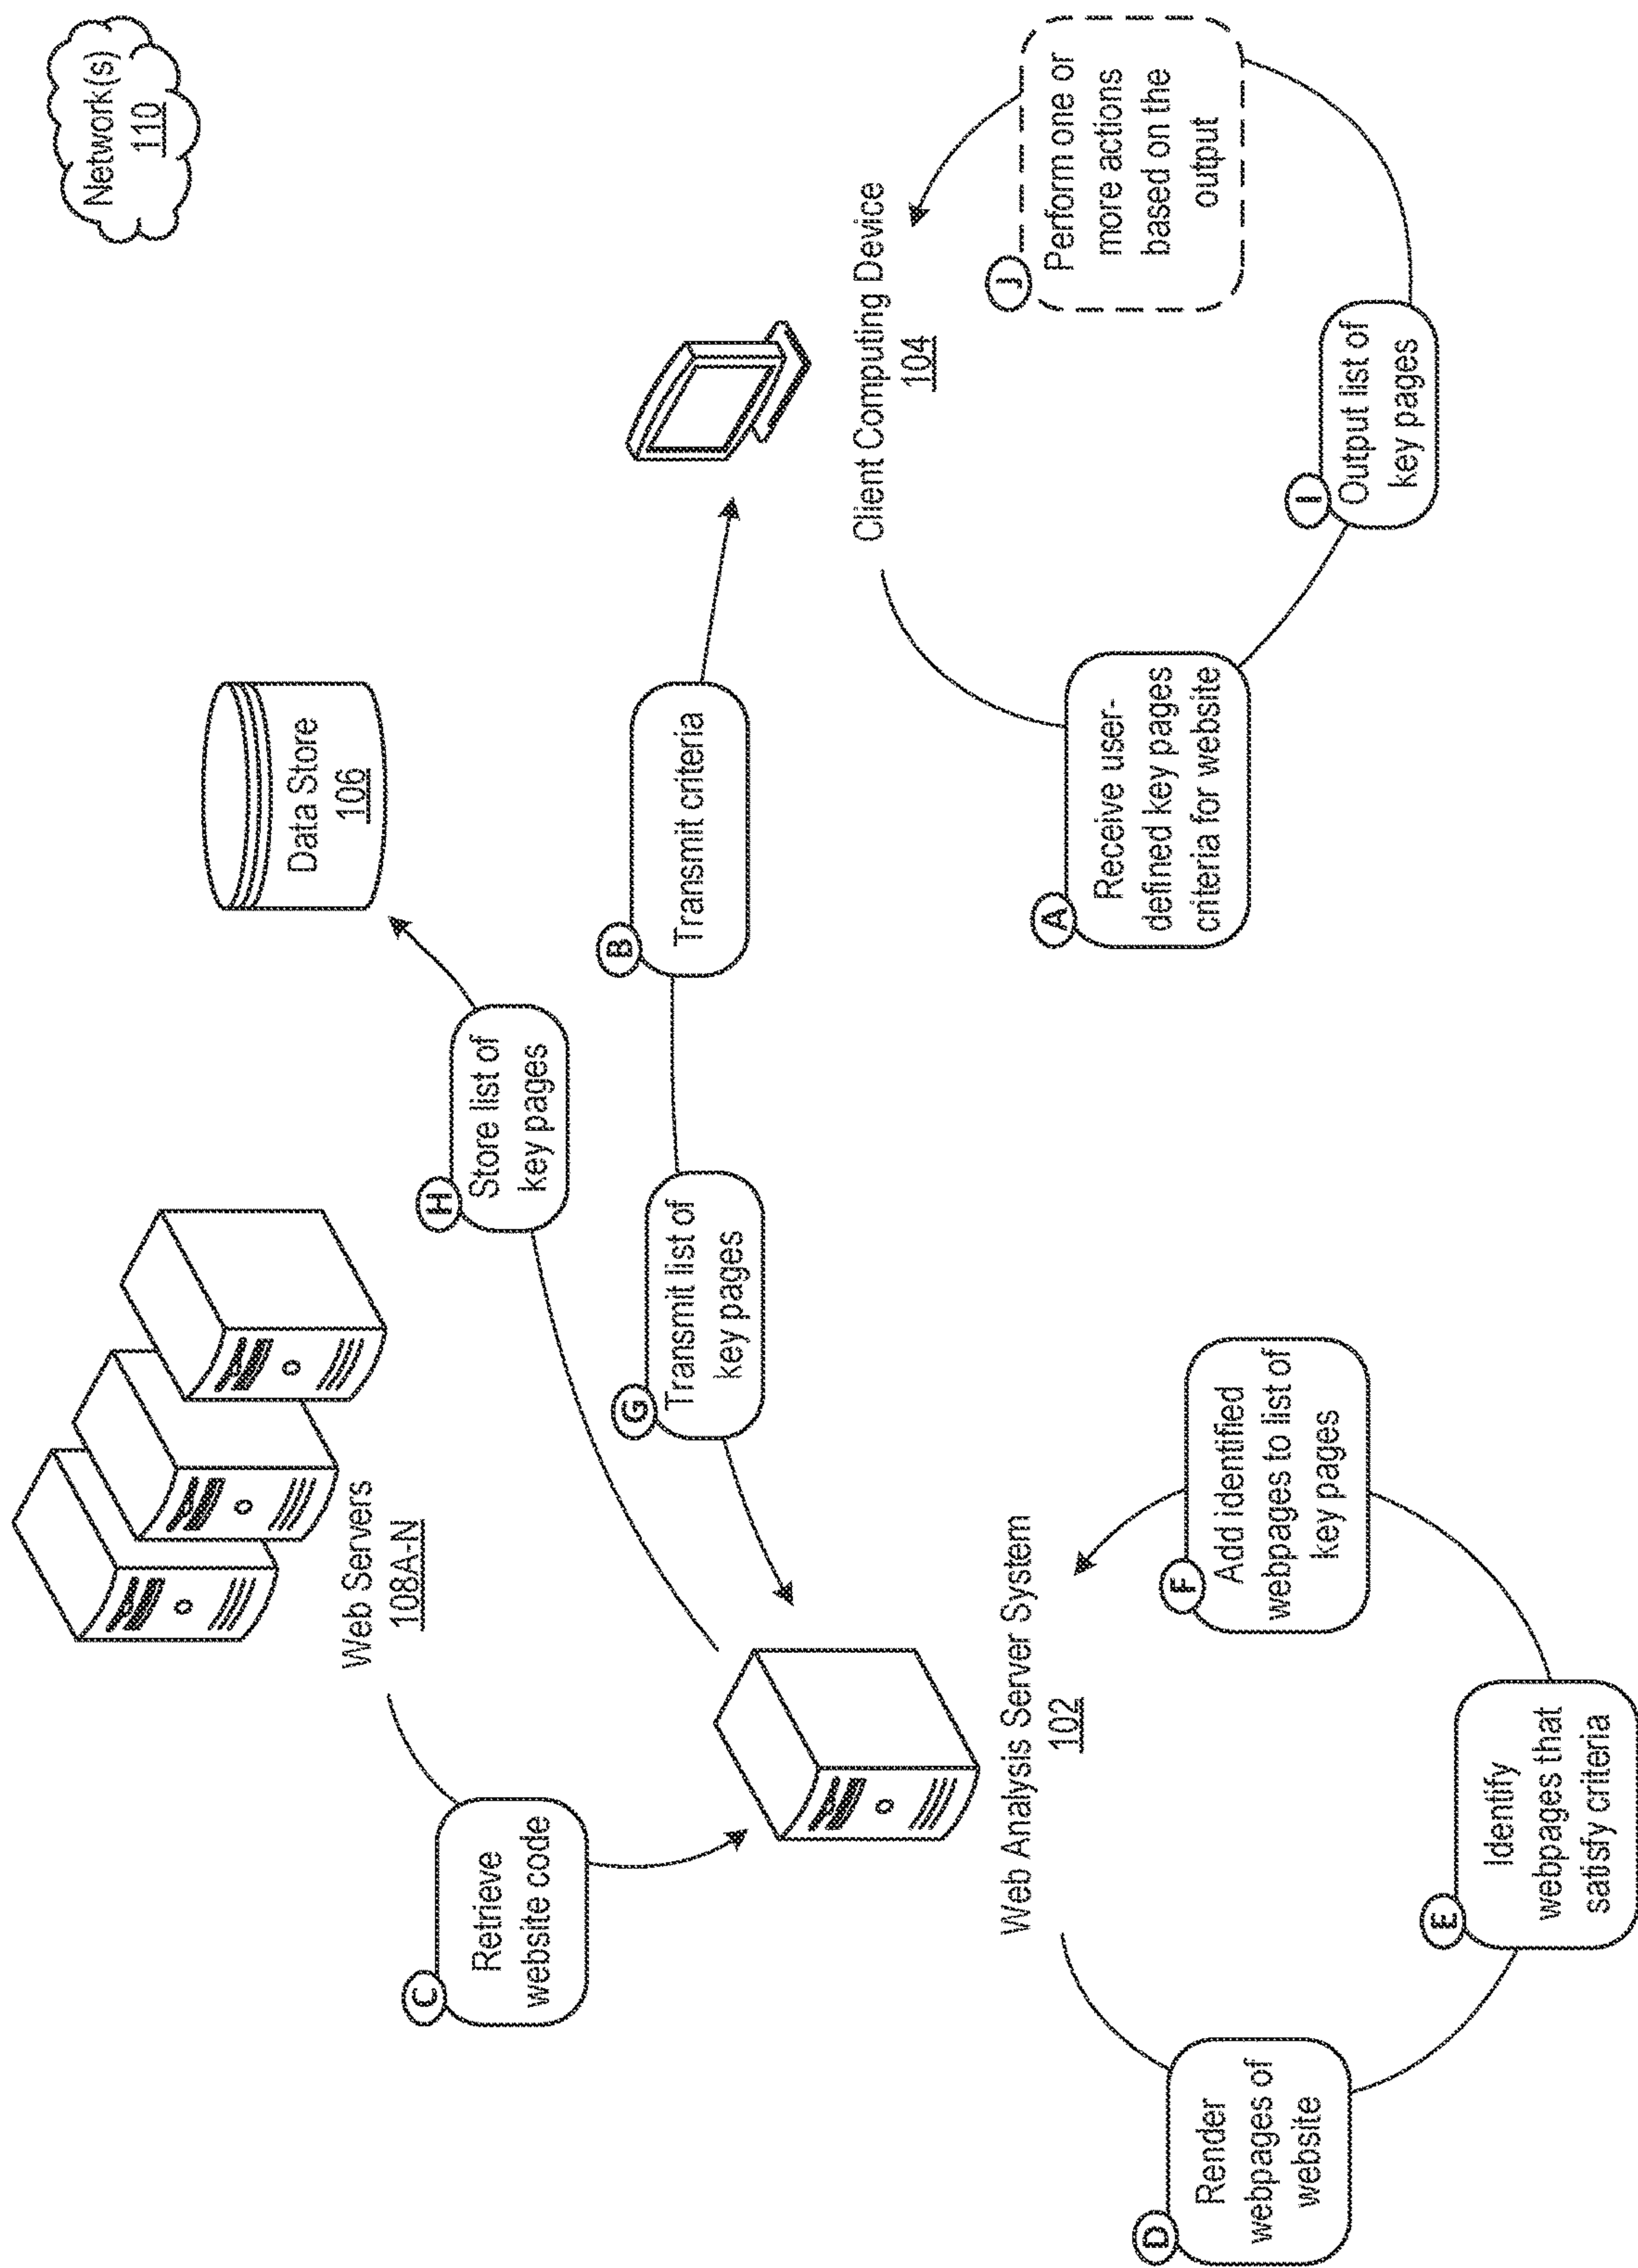 Network(s)
110
Web Servers
108A-N
Data Store
106
C
Retrieve
website code
H
Store list of
key pages
G
Transmit list of
key pages
B
Transmit criteria
Web Analysis Server System
102
Client Computing Device
104
D
Render
webpages of
website
E
Identify
webpages that
satisfy criteria
F
Add identified
webpages to list of
key pages
A
Receive user-
defined key pages
criteria for website
I
Output list of
key pages
J
Perform one or
more actions
based on the
output